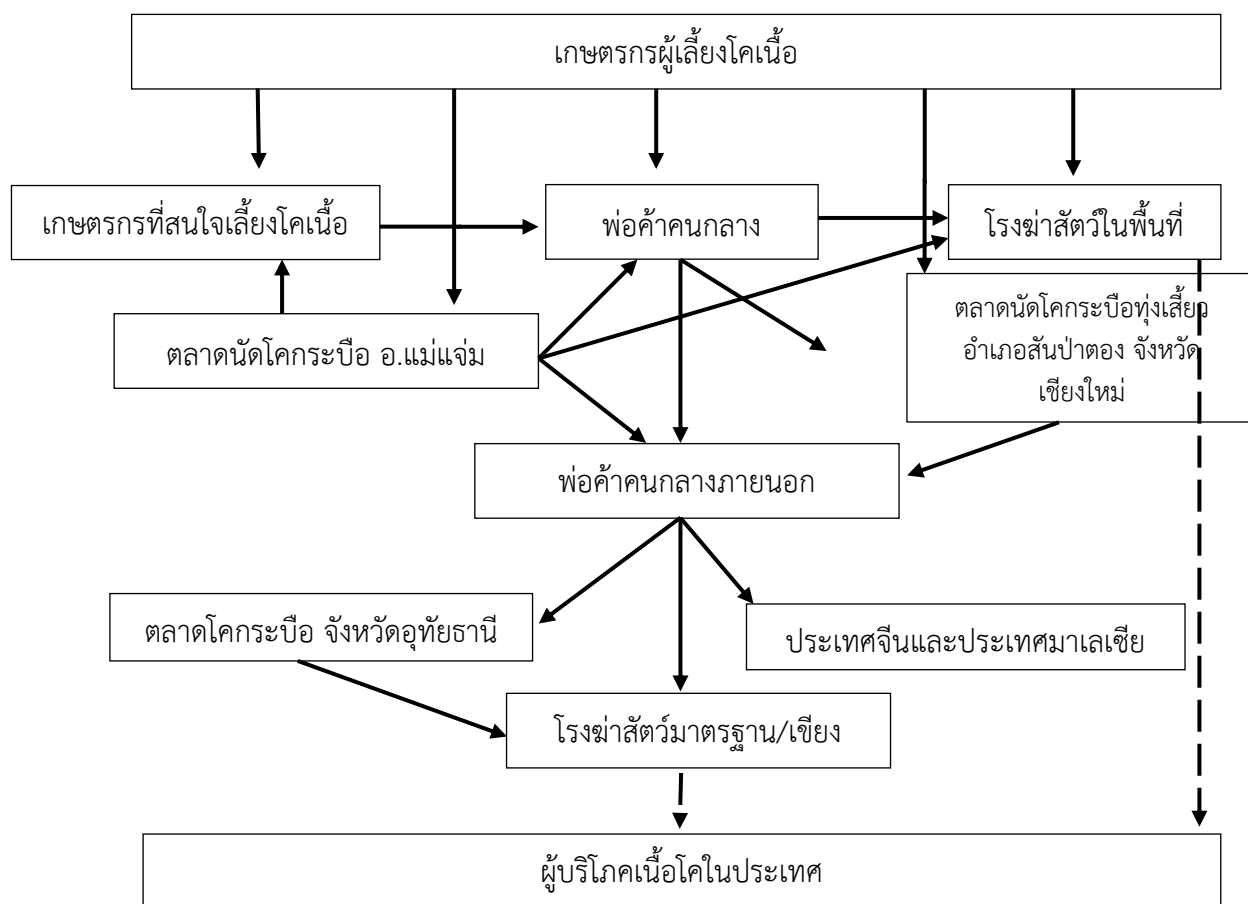 เกษตรกรผู้เลี้ยงโคเนื้อ
เกษตรกรที่สนใจเลี้ยงโคเนื้อ
พ่อค้าคนกลาง
โรงฆ่าสัตว์ในพื้นที่
ตลาดนัดโคกระบือ อ.แม่แจ่ม
ตลาดนัดโคกระบือทุ่งเสี้ยว
อำเภอสันป่าตอง จังหวัด
เชียงใหม่
พ่อค้าคนกลางภายนอก
ตลาดโคกระบือ จังหวัดอุทัยธานี
ประเทศจีนและประเทศมาเลเซีย
โรงฆ่าสัตว์มาตรฐาน/เขียง
ผู้บริโภคเนื้อโคในประเทศ